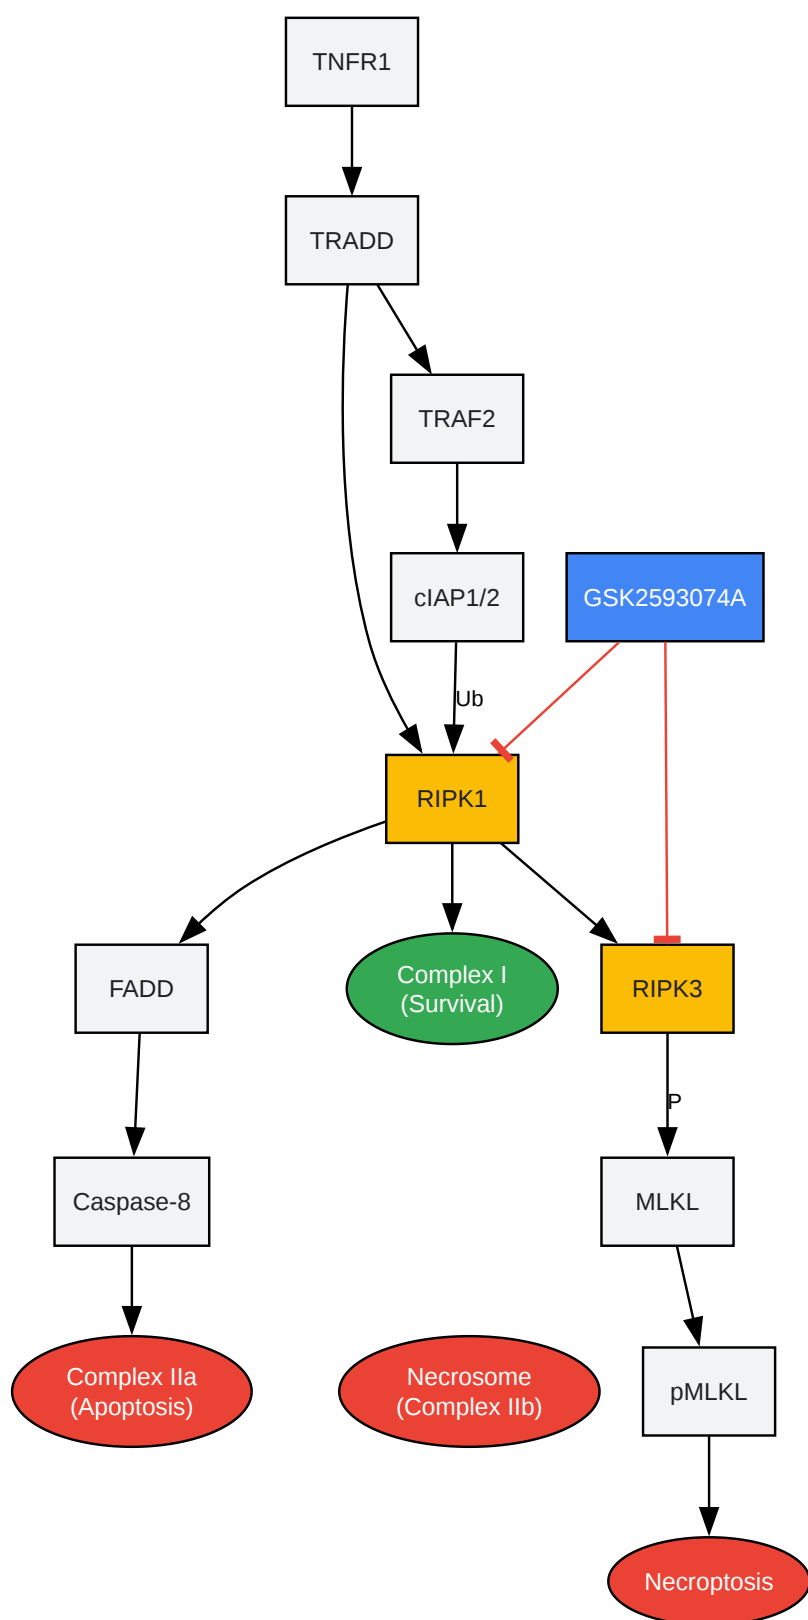 TNFR1
TRADD
TRAF2
cIAP1/2
GSK2593074A
Ub
RIPK1
FADD
Complex I
(Survival)
RIPK3
P
Caspase-8
MLKL
Complex IIa
(Apoptosis)
Necrosome
(Complex IIb)
pMLKL
Necroptosis